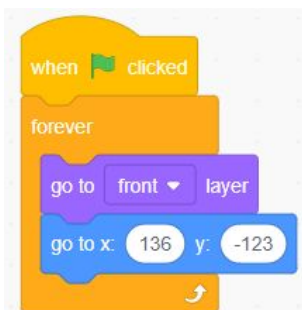 when clicked
forever
go to front layer
go to x: 136 y: -123